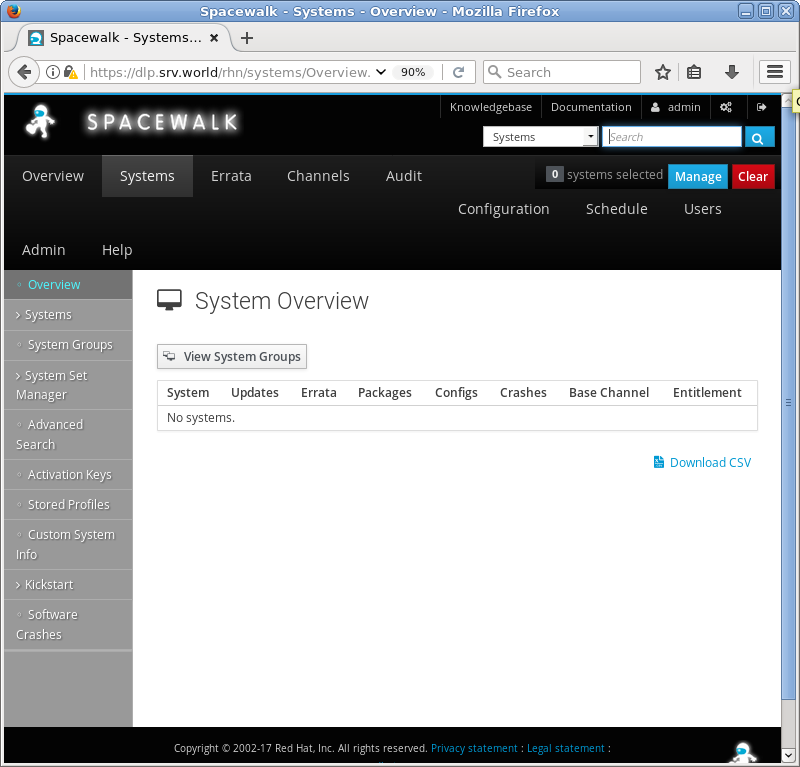 Spacewalk - Systems - Overview - Mozilla Firefox
Spacewalk - Systems...
https://dlp.srv.world/rhn/systems/Overview.
90%
Search
Knowledgebase
Documentation
admin
SPACEWALK
Systems
Search
Overview
Systems
Errata
Channels
Audit
0 systems selected
Manage
Clear
Configuration
Schedule
Users
Admin
Help
Overview
Systems
System Groups
System Set
Manager
Advanced
Search
Activation Keys
Stored Profiles
Custom System
Info
Kickstart
Software
Crashes
System Overview
View System Groups
System Updates Errata Packages Configs Crashes Base Channel Entitlement
No systems.
Download CSV
Copyright © 2002-17 Red Hat, Inc. All rights reserved. Privacy statement : Legal statement :